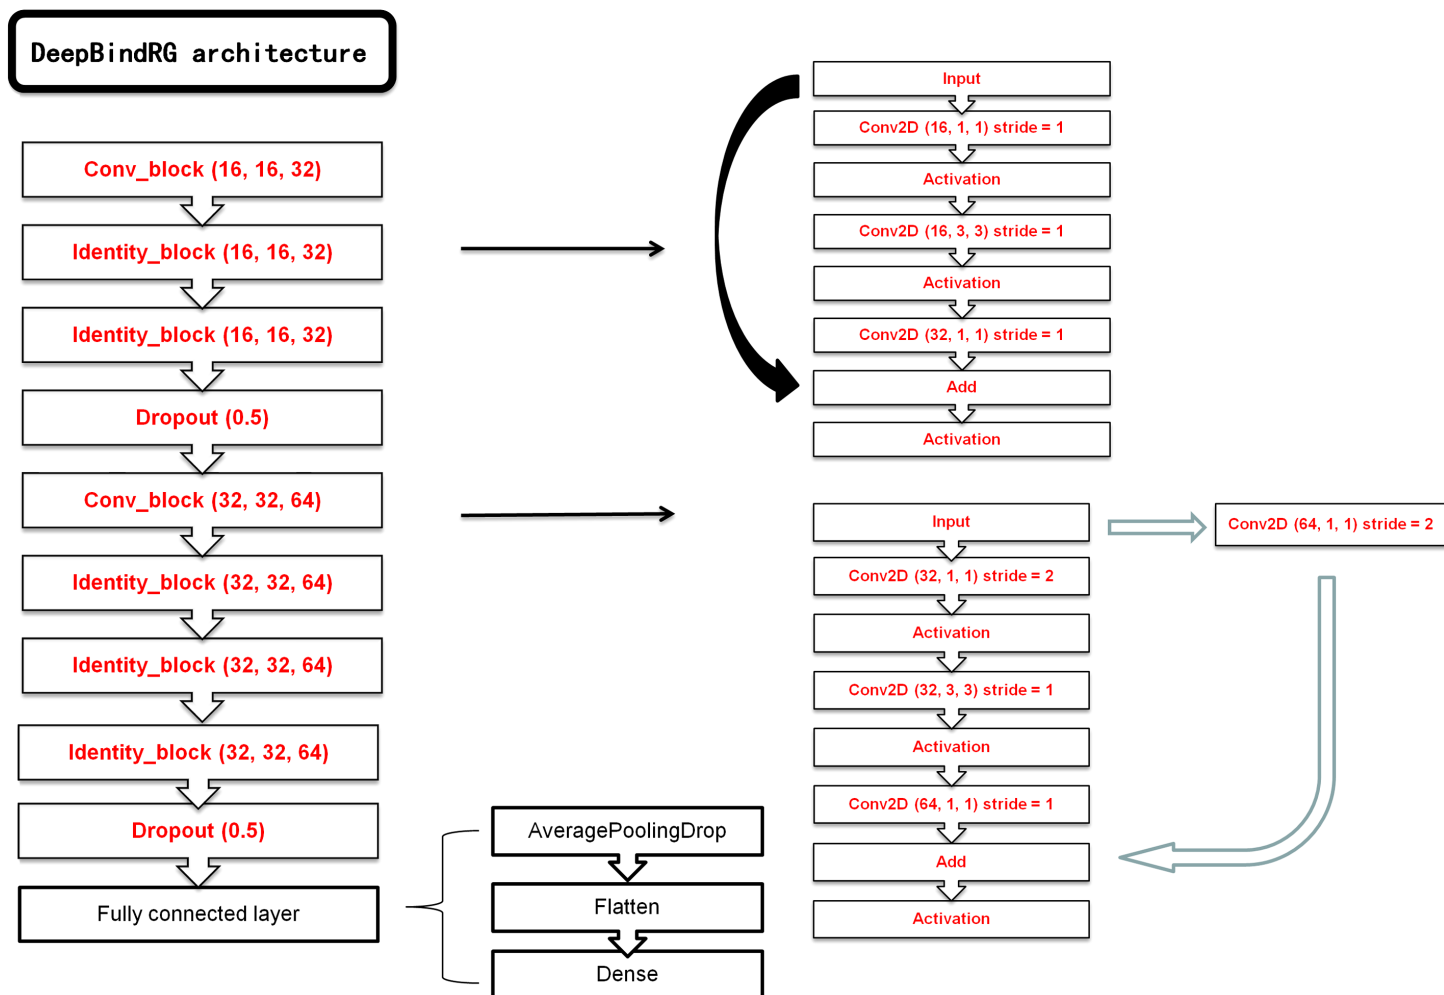 DeepBindRG architecture
Conv_block (16, 16, 32)
Identity_block (16, 16, 32)
Identity_block (16, 16, 32)
Dropout (0.5)
Conv_block (32, 32, 64)
Identity_block (32, 32, 64)
Identity_block (32, 32, 64)
Identity_block (32, 32, 64)
Dropout (0.5)
Fully connected layer
AveragePoolingDrop
Flatten
Dense
Input
Conv2D (16, 1, 1) stride = 1
Activation
Conv2D (16, 3, 3) stride = 1
Activation
Conv2D (32, 1, 1) stride = 1
Add
Activation
Input
Conv2D (32, 1, 1) stride = 2
Activation
Conv2D (32, 3, 3) stride = 1
Activation
Conv2D (64, 1, 1) stride = 1
Add
Activation
Conv2D (64, 1, 1) stride = 2